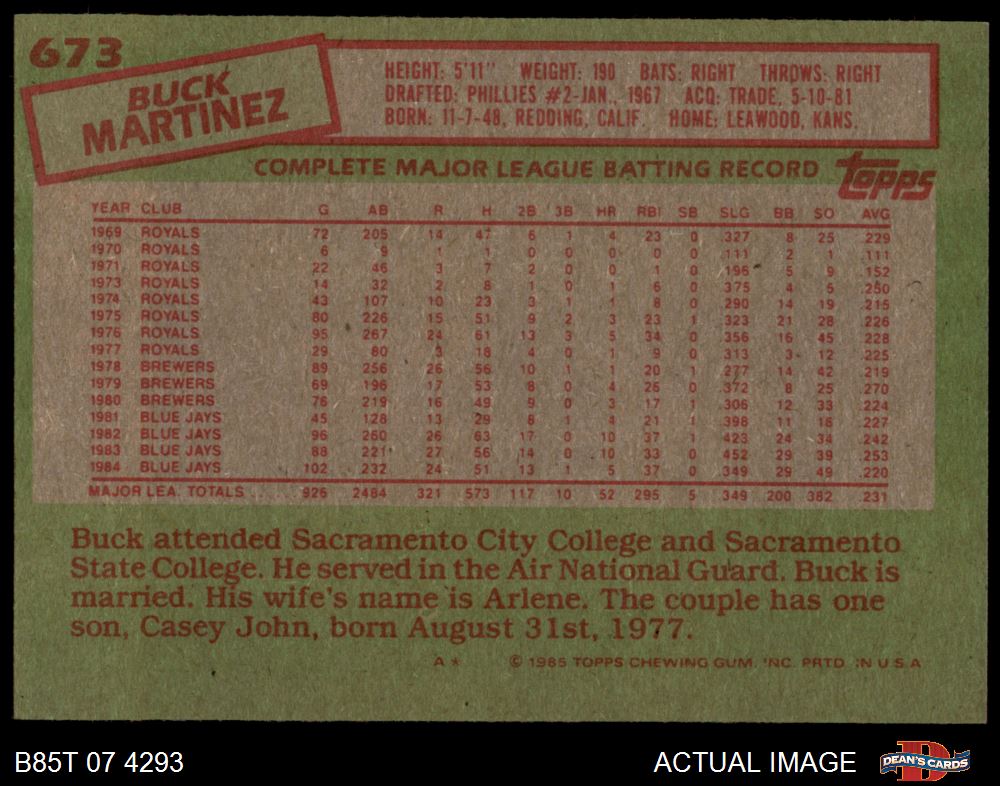 673
BUCK
MARTINEZ
HEIGHT: 5'11" WEIGHT: 190 BATS: RIGHT THROWS: RIGHT
DRAFTED: PHILLIES #2-JAN., 1967 ACQ: TRADE, 5-10-81
BORN: 11-7-48, REDDING, CALIF. HOME: LEAWOOD, KANS.
COMPLETE MAJOR LEAGUE BATTING RECORD topps
YEAR CLUB G AB R H 2B 3B HR RBI SB SLG BB SO AVG
1969 ROYALS 72 205 14 47 6 1 4 23 0 .327 8 25 .229
1970 ROYALS 6 9 1 1 0 0 0 0 0 .111 2 1 .111
1971 ROYALS 22 46 3 7 2 0 0 1 0 .196 5 9 .152
1973 ROYALS 14 32 2 8 1 0 1 6 0 .375 4 5 .250
1974 ROYALS 43 107 10 23 3 1 1 8 0 .290 14 19 .215
1975 ROYALS 80 226 15 51 9 2 3 23 1 .323 21 28 .226
1976 ROYALS 95 267 24 61 13 3 5 34 0 .356 16 45 .228
1977 ROYALS 29 80 3 18 4 0 1 9 0 .313 3 12 .225
1978 BREWERS 89 256 26 56 10 1 1 20 1 .277 14 42 .219
1979 BREWERS 69 196 17 53 8 0 4 26 0 .372 8 25 .270
1980 BREWERS 76 219 16 49 9 0 3 17 1 .306 12 33 .224
1981 BLUE JAYS 45 128 13 29 8 1 4 21 1 .398 11 16 .227
1982 BLUE JAYS 96 260 26 63 17 0 10 37 1 .423 24 34 .242
1983 BLUE JAYS 88 221 27 56 14 0 10 33 0 .452 29 39 .253
1984 BLUE JAYS 102 232 24 51 13 1 5 37 0 .349 29 49 .220
MAJOR LEA. TOTALS 926 2484 321 573 117 10 52 295 5 .349 200 382 .231
Buck attended Sacramento City College and Sacramento
State College. He served in the Air National Guard. Buck is
married. His wife's name is Arlene. The couple has one
son, Casey John, born August 31st, 1977.
A * © 1985 TOPPS CHEWING GUM, INC. PRTD. IN U.S.A.
B85T 07 4293 ACTUAL IMAGE DEAN'S CARDS